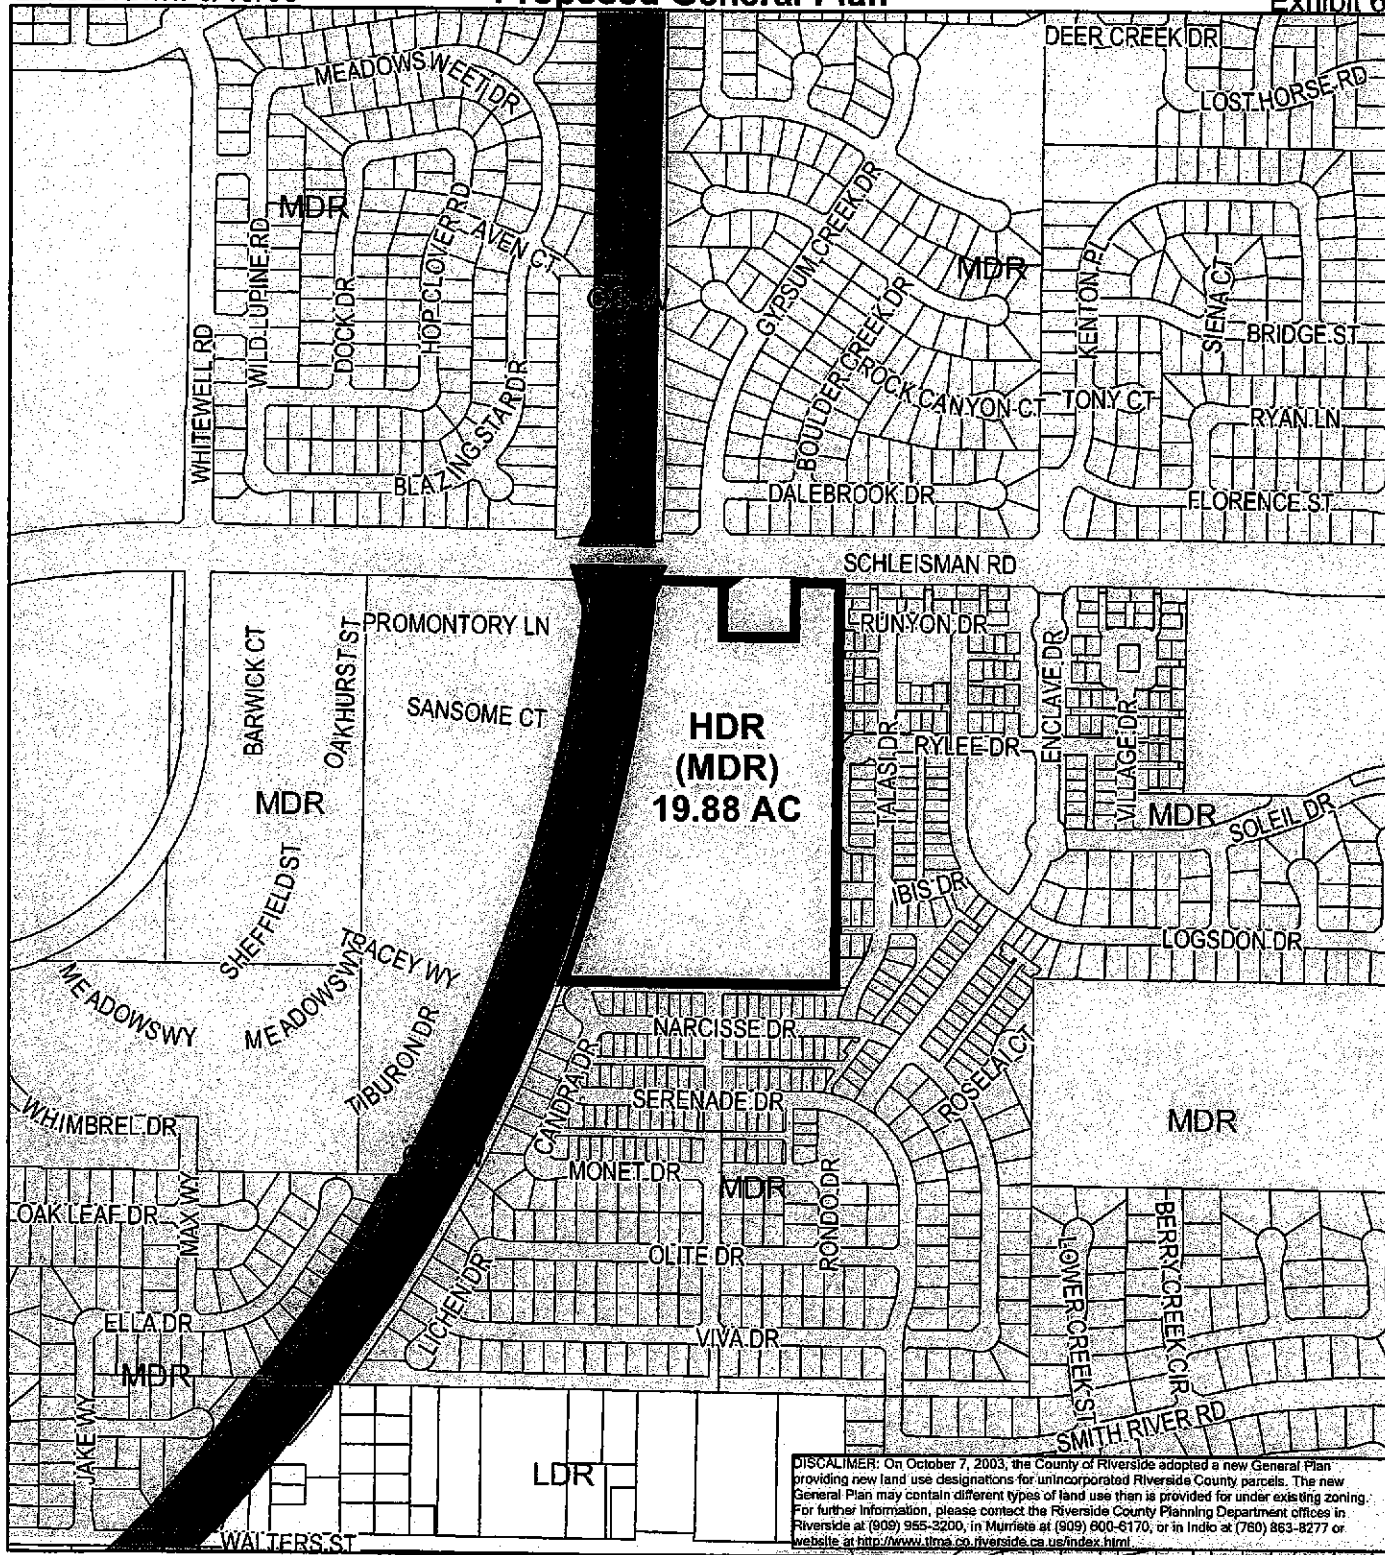 Proposed General Plan
Exhibit 6
DEER CREEK DR
LOST HORSE RD
MEADOWSWEET DR
MDR
WILD LUPINE RD
DOCK DR
HOP CLOVER RD
AVEN CT
WHITEWELL RD
BLAZING STAR DR
GYPSUM CREEK DR
BOULDER CREEK DR
ROCK CANYON CT
DALEBROOK DR
MDR
KENTON PL
SIENA CT
BRIDGE ST
TONY CT
RYAN LN
FLORENCE ST
SCHLEISMAN RD
PROMONTORY LN
BARWICK CT
OAKHURST ST
SANSOME CT
MDR
SHEFFIELD ST
TRACEY WY
MEADOWS WY
MEADOWS WY
TIBURON DR
HDR
(MDR)
19.88 AC
RUNYON DR
ENCLAVE DR
VILLAGE DR
TALASI DR
RYLEE DR
MDR
SOLEIL DR
IBIS DR
LOGSDON DR
NARCISSE DR
CANDRA DR
SERENADE DR
ROSELAI CT
MDR
MONET DR
MDR
RONDO DR
OLITE DR
LICHEN DR
VIVA DR
WHIMBREL DR
OAK LEAF DR
MAX WY
ELLA DR
MDR
JAKE WY
LOWER CREEK ST
BERRY CREEK CIR
SMITH RIVER RD
LDR
WALTERS ST
DISCALIMER: On October 7, 2003, the County of Riverside adopted a new General Plan
providing new land use designations for unincorporated Riverside County parcels. The new
General Plan may contain different types of land use than is provided for under existing zoning.
For further information, please contact the Riverside County Planning Department offices in
Riverside at (909) 955-3200, in Murrieta at (909) 600-6170, or in Indio at (760) 863-8277 or
website at http://www.tlma.co.riverside.ca.us/index.html